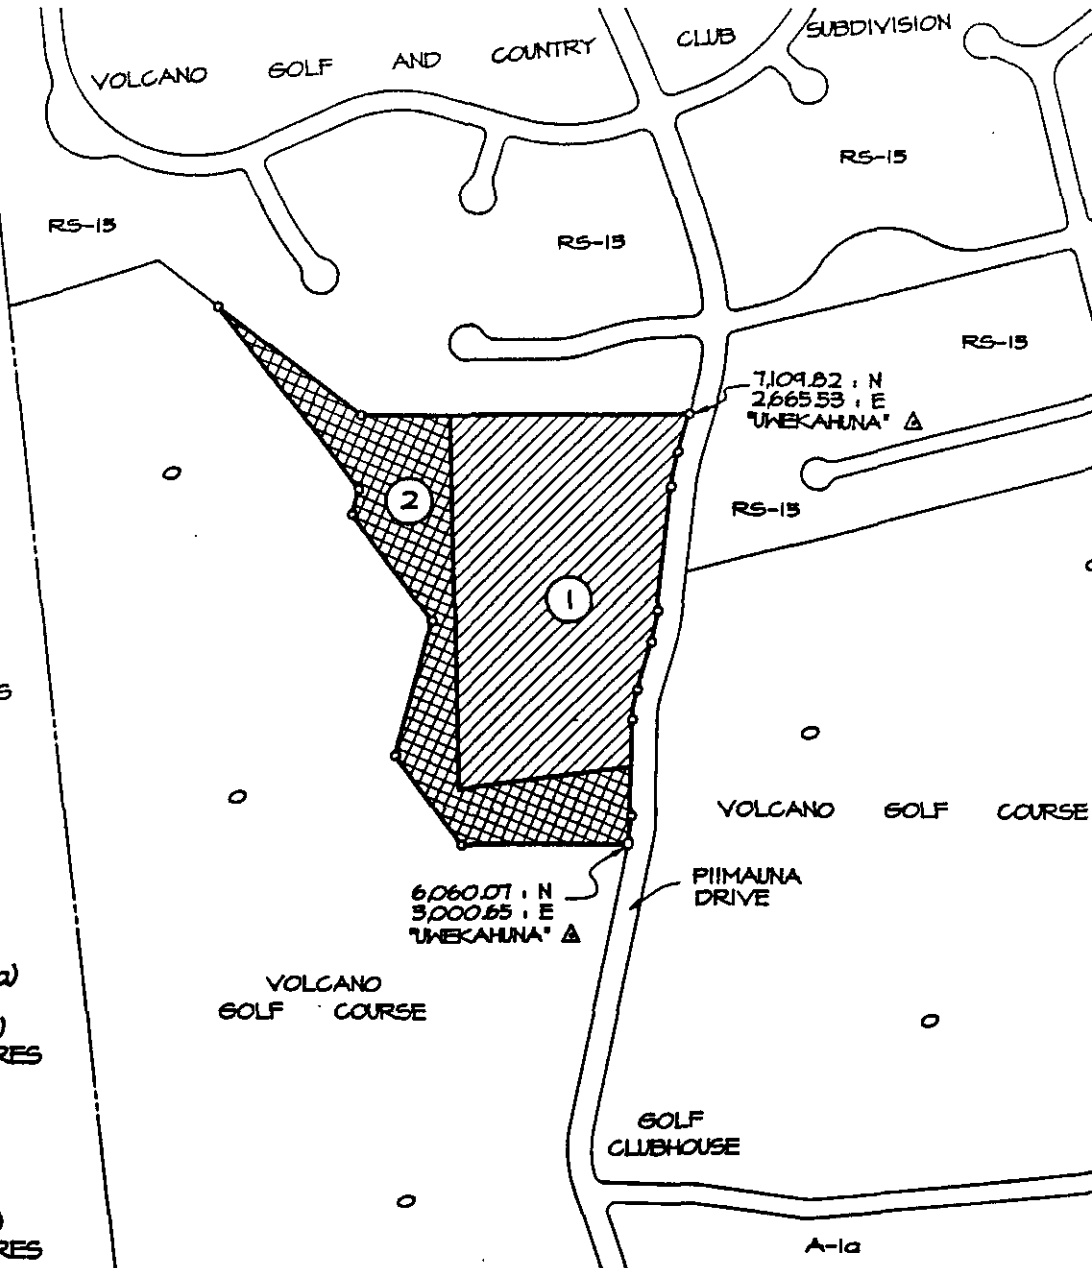 VOLCANO GOLF AND COUNTRY CLUB SUBDIVISION
RS-15
RS-15
RS-15
RS-15
7,109.82 : N
2,665.53 : E
"UWEKAHUNA"
2
RS-15
1
O
O
O
O
VOLCANO GOLF COURSE
PIIMAUNA
DRIVE
6,060.07 : N
3,000.65 : E
"UWEKAHUNA"
VOLCANO
GOLF COURSE
O
GOLF
CLUBHOUSE
O
A-1a